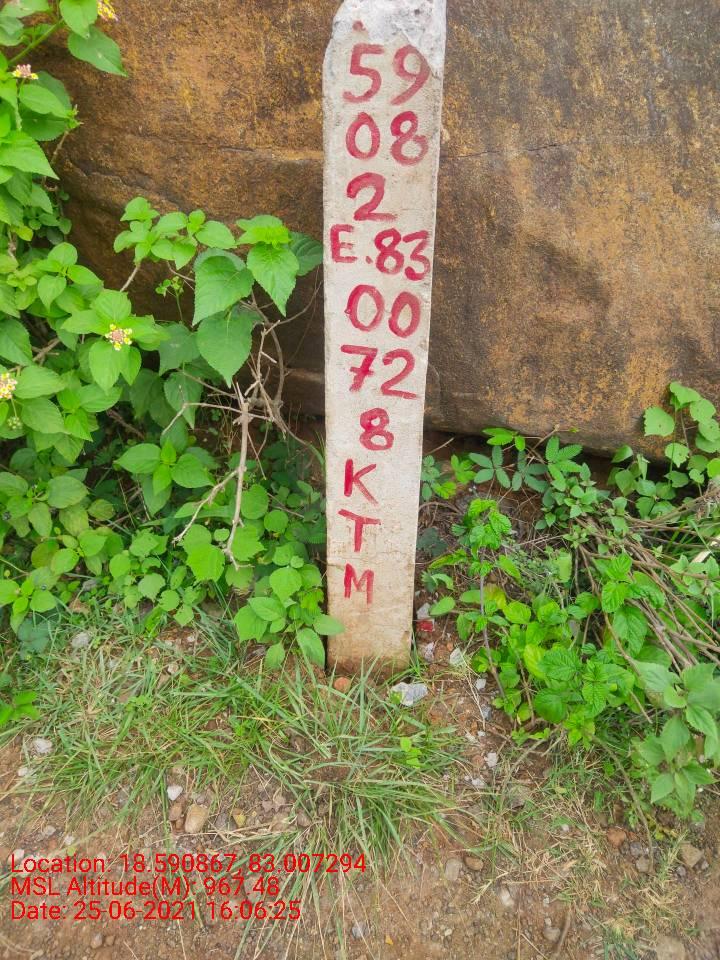 59
08
2
E.83
00
72
8
K
T
M
Location: 18.590867, 83.007294
MSL Altitude(M): 967.48
Date: 25-06-2021 16:06:25